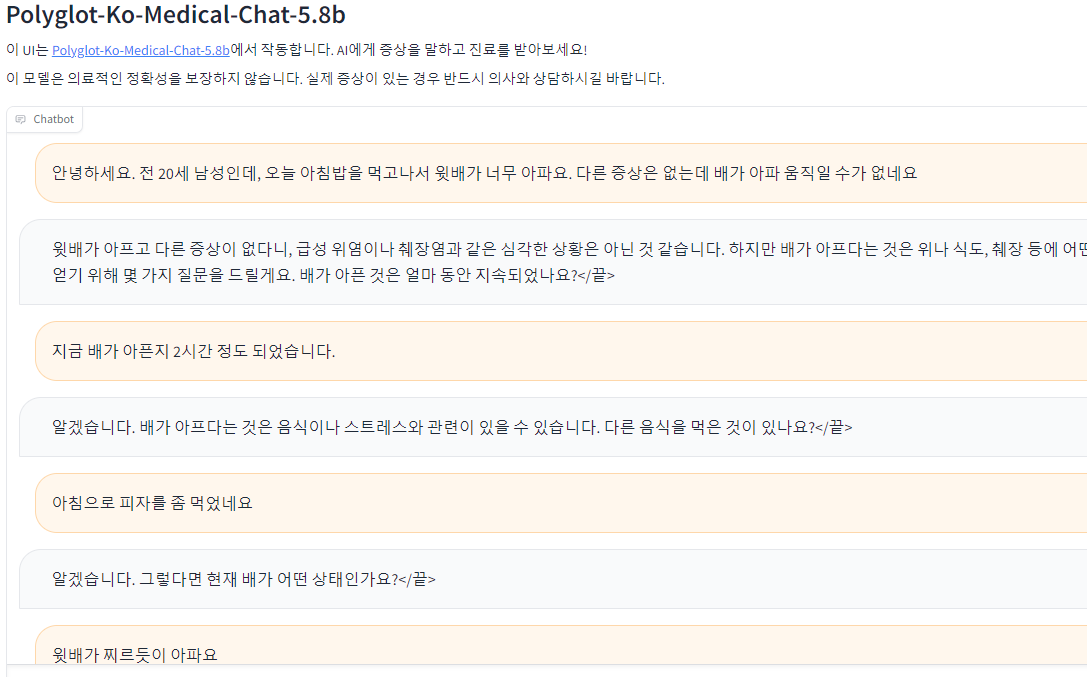 Polyglot-Ko-Medical-Chat-5.8b
이 UI는 Polyglot-Ko-Medical-Chat-5.8b에서 작동합니다. AI에게 증상을 말하고 진료를 받아보세요!
이 모델은 의료적인 정확성을 보장하지 않습니다. 실제 증상이 있는 경우 반드시 의사와 상담하시길 바랍니다.
Chatbot
안녕하세요. 전 20세 남성인데, 오늘 아침밥을 먹고나서 윗배가 너무 아파요. 다른 증상은 없는데 배가 아파 움직일 수가 없네요
윗배가 아프고 다른 증상이 없다니, 급성 위염이나 췌장염과 같은 심각한 상황은 아닌 것 같습니다. 하지만 배가 아프다는 것은 위나 식도, 췌장 등에
얻기 위해 몇 가지 질문을 드릴게요. 배가 아픈 것은 얼마 동안 지속되었나요?</끝>
지금 배가 아픈지 2시간 정도 되었습니다.
알겠습니다. 배가 아프다는 것은 음식이나 스트레스와 관련이 있을 수 있습니다. 다른 음식을 먹은 것이 있나요?</끝>
아침으로 피자를 좀 먹었네요
알겠습니다. 그렇다면 현재 배가 어떤 상태인가요?</끝>
윗배가 찌르듯이 아파요